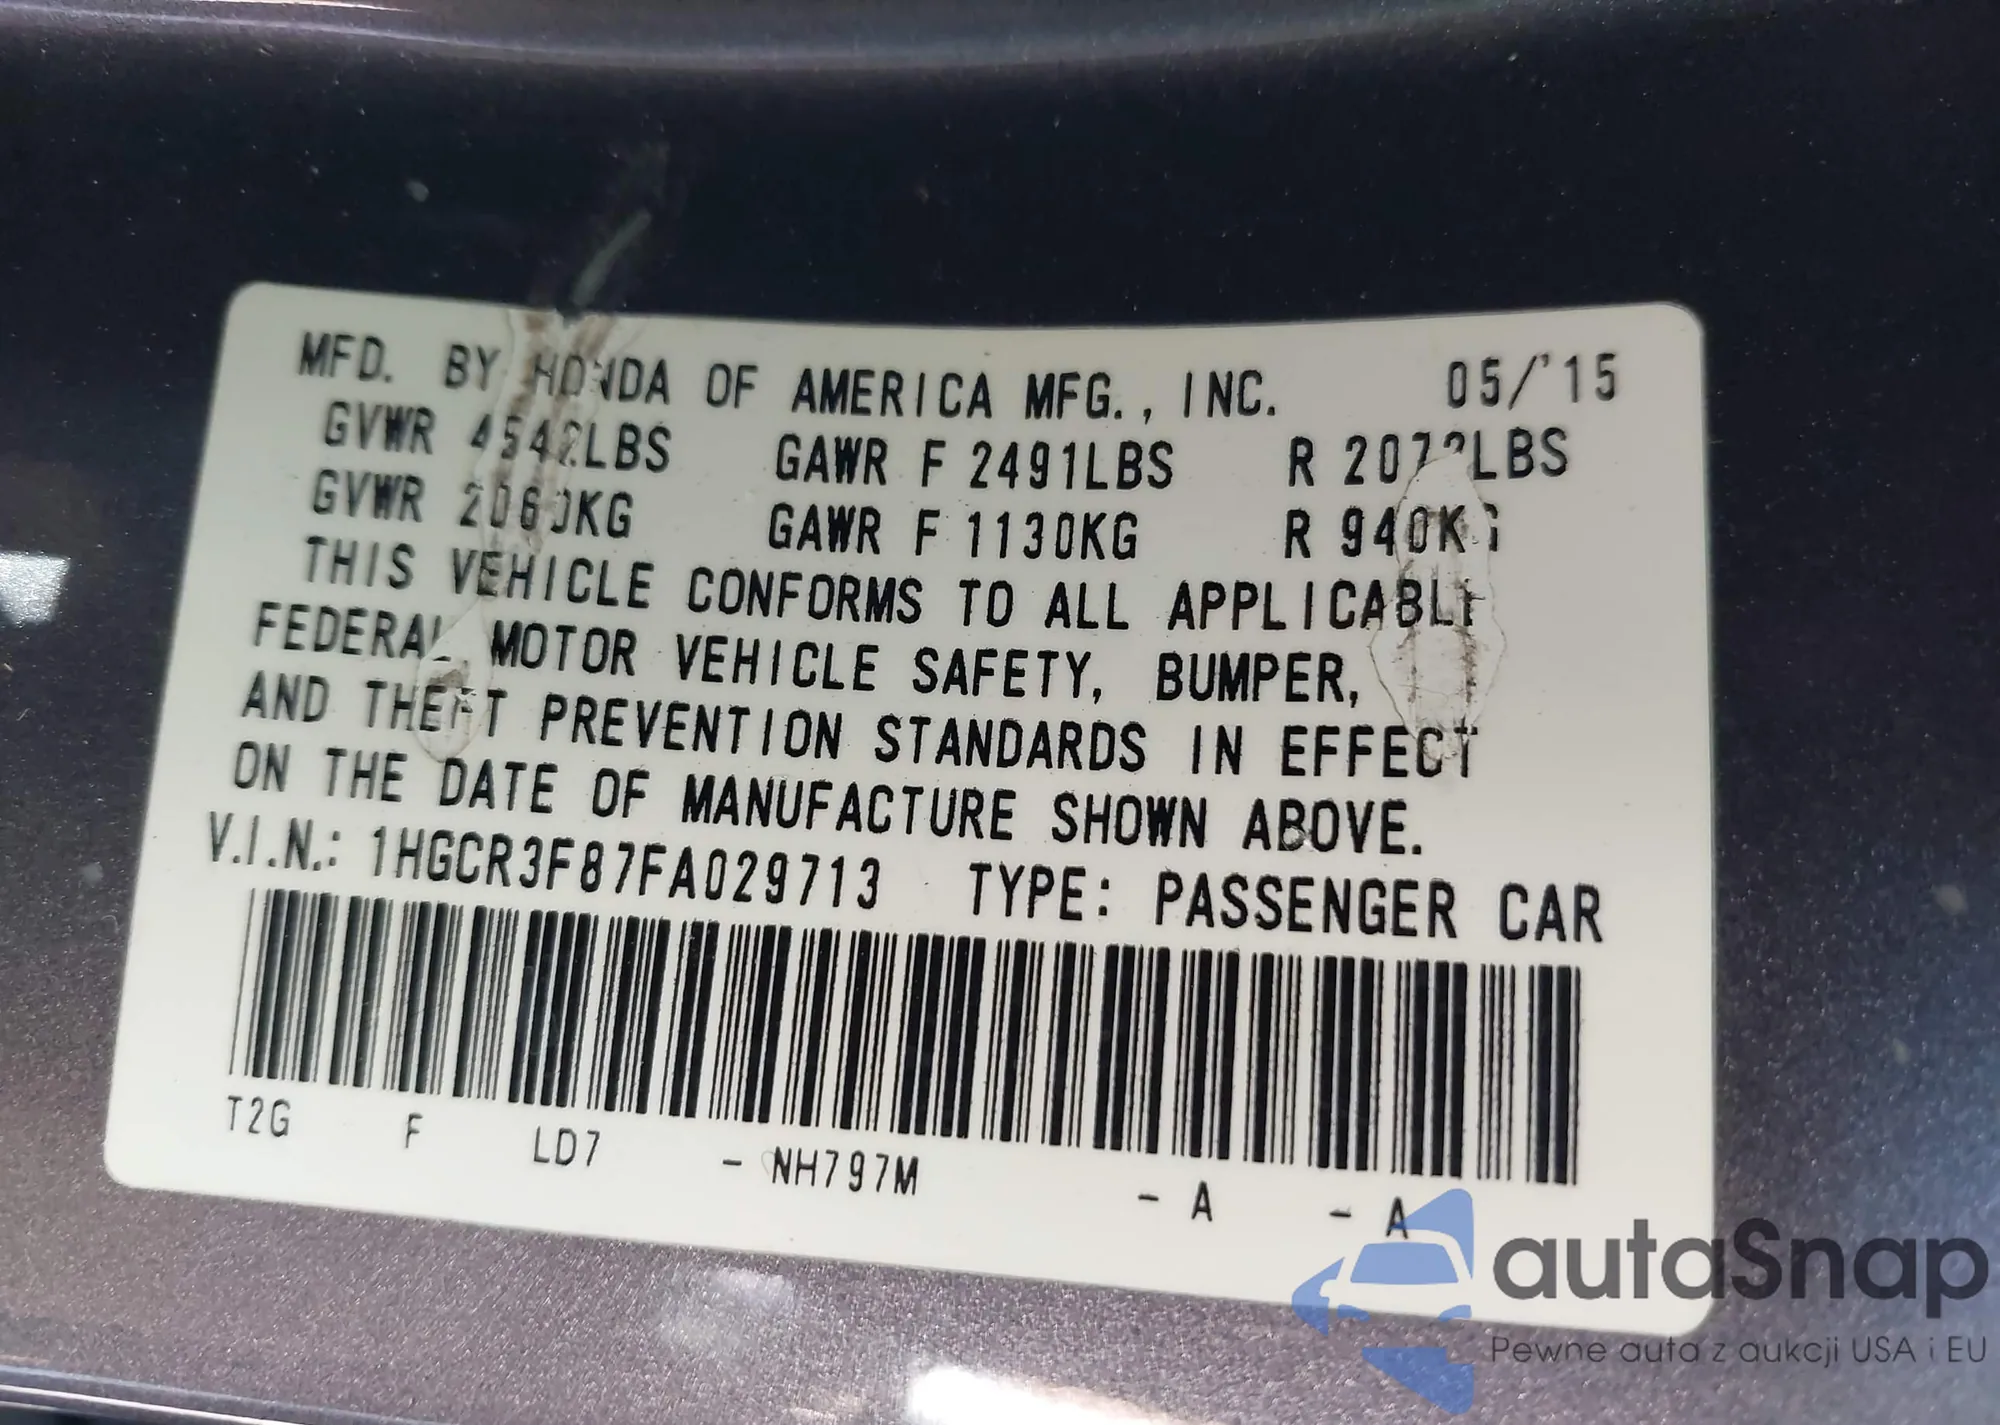 MFD. BY HONDA OF AMERICA MFG., INC. 05/'15
GVWR 4542LBS GAWR F 2491LBS R 2072LBS
GVWR 2060KG GAWR F 1130KG R 940KG
THIS VEHICLE CONFORMS TO ALL APPLICABLE
FEDERAL MOTOR VEHICLE SAFETY, BUMPER,
AND THEFT PREVENTION STANDARDS IN EFFECT
ON THE DATE OF MANUFACTURE SHOWN ABOVE.
V.I.N.: 1HGCR3F87FA029713 TYPE: PASSENGER CAR
T2G F LD7 - NH797M - A - A
autaSnap
Pewne auta z aukcji USA i EU